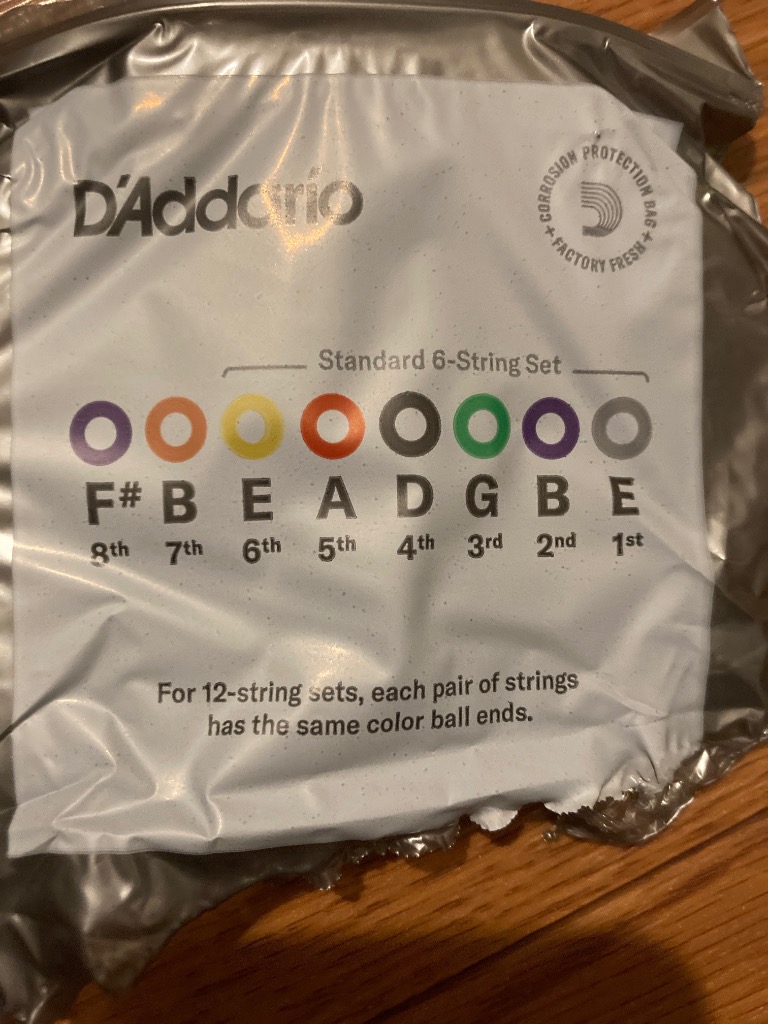 D'Addario
CORROSION PROTECTION BAG
+ FACTORY FRESH +
Standard 6-String Set
F# B E A D G B E
8th 7th 6th 5th 4th 3rd 2nd 1st
For 12-string sets, each pair of strings
has the same color ball ends.